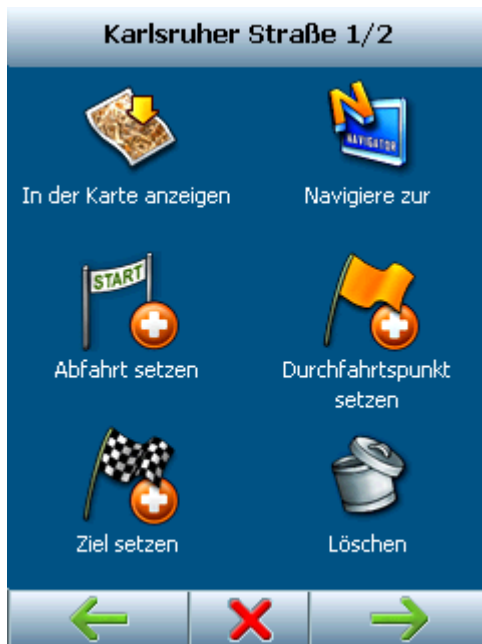 Karlsruher Straße 1/2
In der Karte anzeigen
NAVIGATOR
Navigiere zur
START
Abfahrt setzen
Durchfahrtspunkt
setzen
Ziel setzen
Löschen